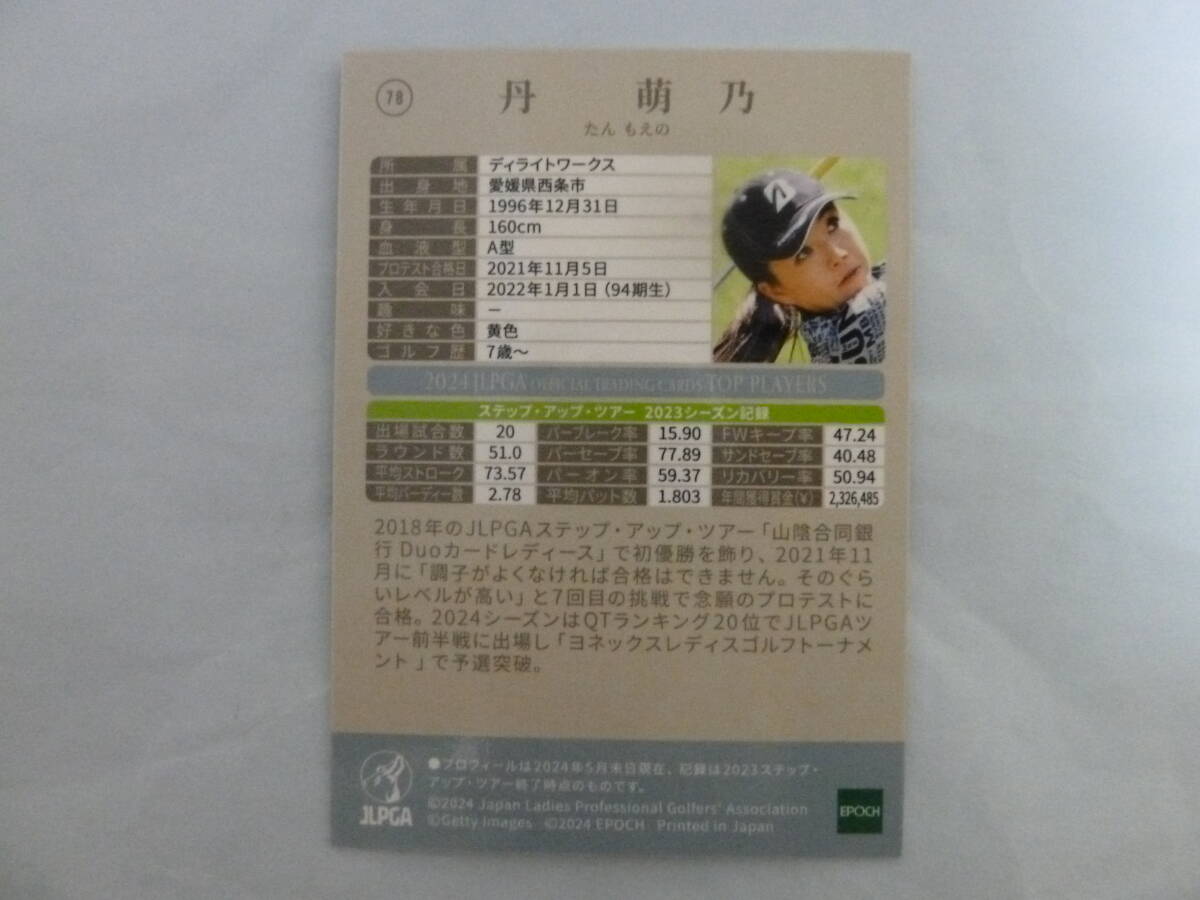 78
丹 萌乃
たん もえの
所属 ディライトワークス
出身地 愛媛県西条市
生年月日 1996年12月31日
身長 160cm
血液型 A型
プロテスト合格日 2021年11月5日
入会日 2022年1月1日（94期生）
趣味 −
好きな色 黄色
ゴルフ歴 7歳～
2024 JLPGA OFFICIAL TRADING CARDS TOP PLAYERS
ステップ・アップ・ツアー 2023シーズン記録
出場試合数 20 パーブレーク率 15.90 FWキープ率 47.24
ラウンド数 51.0 パーセーブ率 77.89 サンドセーブ率 40.48
平均ストローク 73.57 パーオン率 59.37 リカバリー率 50.94
平均バーディー数 2.78 平均パット数 1.803 年間獲得賞金(¥) 2,326,485
2018年のJLPGAステップ・アップ・ツアー「山陰合同銀
行 Duoカードレディース」で初優勝を飾り、2021年11
月に「調子がよくなければ合格はできません。そのぐら
いレベルが高い」と7回目の挑戦で念願のプロテストに
合格。2024シーズンはQTランキング20位でJLPGAツ
アー前半戦に出場し「ヨネックスレディスゴルフトーナメ
ント」で予選突破。
●プロフィールは2024年5月末日現在、記録は2023ステップ・
アップ・ツアー終了時点のものです。
©2024 Japan Ladies Professional Golfers' Association
©Getty Images ©2024 EPOCH Printed in Japan
JLPGA
EPOCH